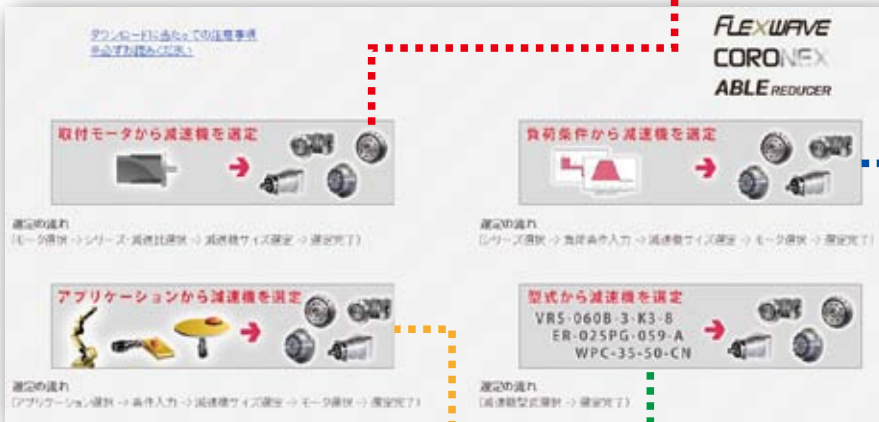 ダウンロードに当たっての注意事項
※必ずお読みください
FLEXWAVE
CORONEX
ABLE REDUCER
取付モータから減速機を選定
選定の流れ
(モータ選択 -> シリーズ・減速比選択 -> 減速機サイズ選定 -> 選定完了)
負荷条件から減速機を選定
選定の流れ
(シリーズ選択 -> 負荷条件入力 -> 減速機サイズ選定 -> モータ選択 -> 選定完了)
アプリケーションから減速機を選定
選定の流れ
(アプリケーション選択 -> 条件入力 -> 減速機サイズ選定 -> モータ選択 -> 選定完了)
型式から減速機を選定
VRS-060B-3-K3-8
ER-025PG-059-A
WPC-35-50-CN
選定の流れ
(減速機型式選択 -> 選定完了)